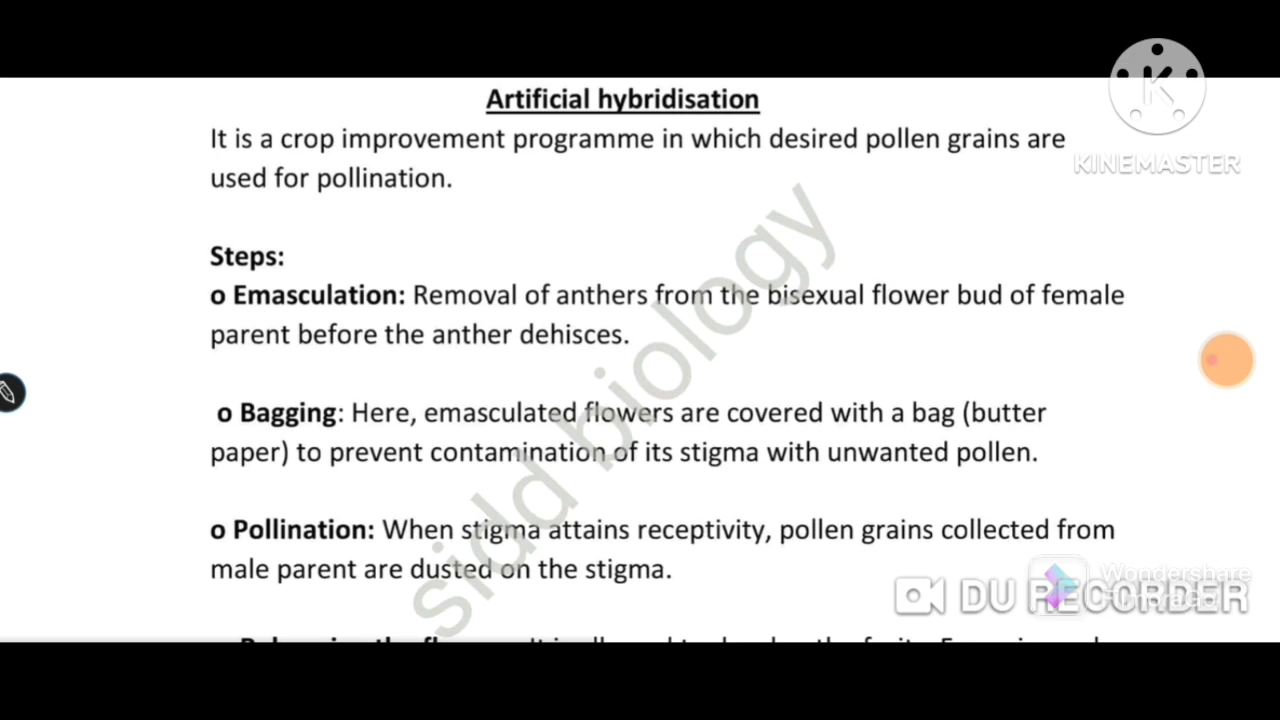 Artificial hybridisation
It is a crop improvement programme in which desired pollen grains are
used for pollination.
Steps:
o Emasculation: Removal of anthers from the bisexual flower bud of female
parent before the anther dehisces.
o Bagging: Here, emasculated flowers are covered with a bag (butter
paper) to prevent contamination of its stigma with unwanted pollen.
o Pollination: When stigma attains receptivity, pollen grains collected from
male parent are dusted on the stigma.
sidd biology
KINEMASTER
Wondershare
DU RECORDER